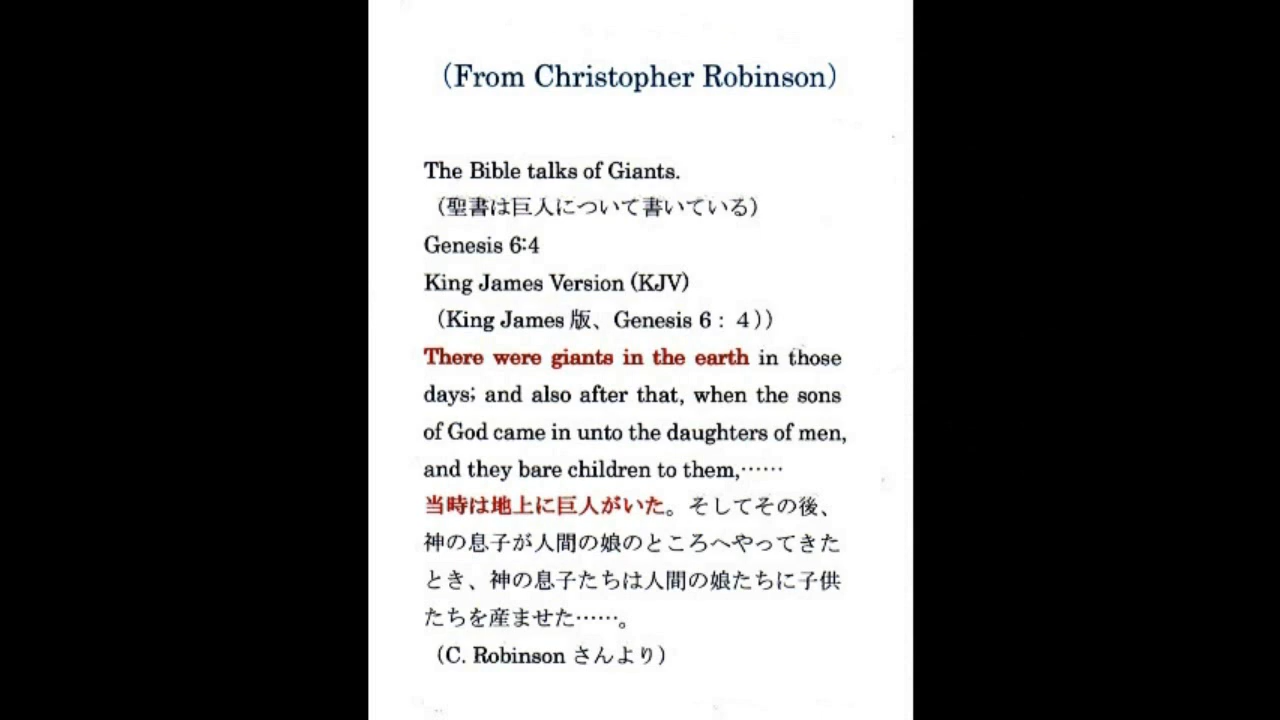 （From Christopher Robinson）
The Bible talks of Giants.
（聖書は巨人について書いている）
Genesis 6:4
King James Version (KJV)
（King James 版、Genesis 6：４））
There were giants in the earth in those
days; and also after that, when the sons
of God came in unto the daughters of men,
and they bare children to them,……
当時は地上に巨人がいた。そしてその後、
神の息子が人間の娘のところへやってきた
とき、神の息子たちは人間の娘たちに子供
たちを産ませた……。
（C. Robinson さんより）